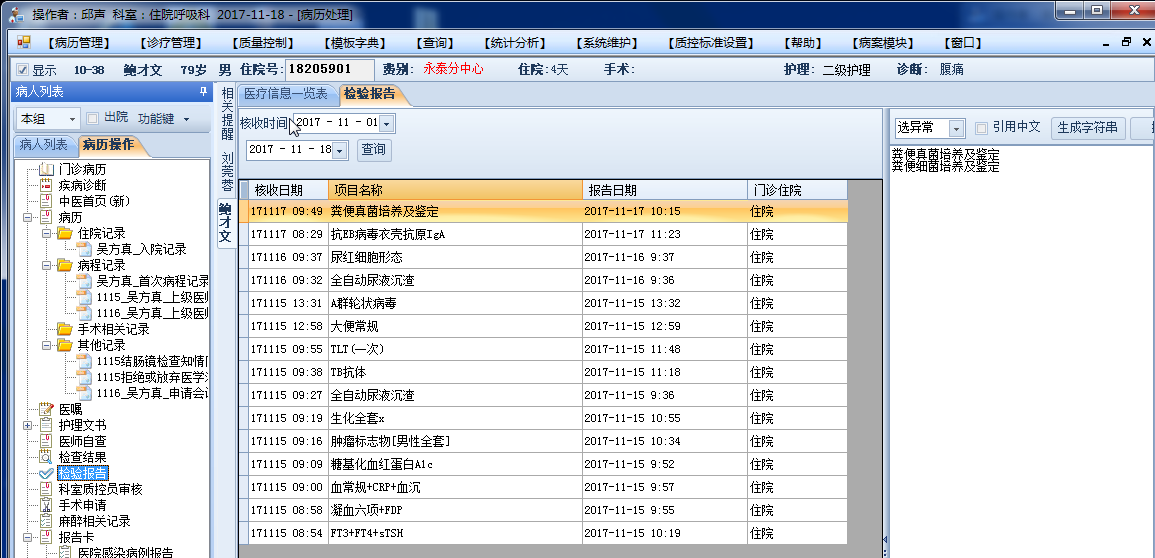 操作者：邱声 科室：住院呼吸科 2017-11-18 - [病历处理]
【病历管理】 【诊疗管理】 【质量控制】 【模板字典】 【查询】 【统计分析】 【系统维护】 【质控标准设置】 【帮助】 【病案模块】 【窗口】
显示 10-38 鲍才文 79岁 男 住院号: 18205901 费别: 永泰分中心 住院:4天 手术: 护理: 二级护理 诊断: 腹痛
病人列表
本组 出院 功能键
病人列表 病历操作
门诊病历
疾病诊断
中医首页(新)
病历
住院记录
吴方真_入院记录
病程记录
吴方真_首次病程记录
1115_吴方真_上级医师
1116_吴方真_上级医师
手术相关记录
其他记录
1115结肠镜检查知情
1115拒绝或放弃医学
1116_吴方真_申请会
医嘱
护理文书
医师自查
检查结果
检验报告
科室质控员审核
手术申请
麻醉相关记录
报告卡
医院感染病例报告
相关提醒
刘莞蓉
鲍才文
医疗信息一览表 检验报告
核收时间 2017 - 11 - 01
2017 - 11 - 18 查询
核收日期 项目名称 报告日期 门诊住院
171117 09:49 粪便真菌培养及鉴定 2017-11-17 10:15 住院
171117 08:29 抗EB病毒衣壳抗原IgA 2017-11-17 11:23 住院
171116 09:37 尿红细胞形态 2017-11-16 9:37 住院
171116 09:32 全自动尿液沉渣 2017-11-16 9:36 住院
171115 13:31 A群轮状病毒 2017-11-15 13:32 住院
171115 12:58 大便常规 2017-11-15 12:59 住院
171115 09:55 TLT(一次) 2017-11-15 11:48 住院
171115 09:38 TB抗体 2017-11-15 11:18 住院
171115 09:27 全自动尿液沉渣 2017-11-15 9:36 住院
171115 09:19 生化全套x 2017-11-15 10:55 住院
171115 09:16 肿瘤标志物[男性全套] 2017-11-15 10:34 住院
171115 09:09 糖基化血红蛋白A1c 2017-11-15 9:52 住院
171115 09:00 血常规+CRP+血沉 2017-11-15 9:57 住院
171115 08:58 凝血六项+FDP 2017-11-15 9:55 住院
171115 08:54 FT3+FT4+sTSH 2017-11-15 10:19 住院
选异常 引用中文 生成字符串
粪便真菌培养及鉴定
粪便细菌培养及鉴定